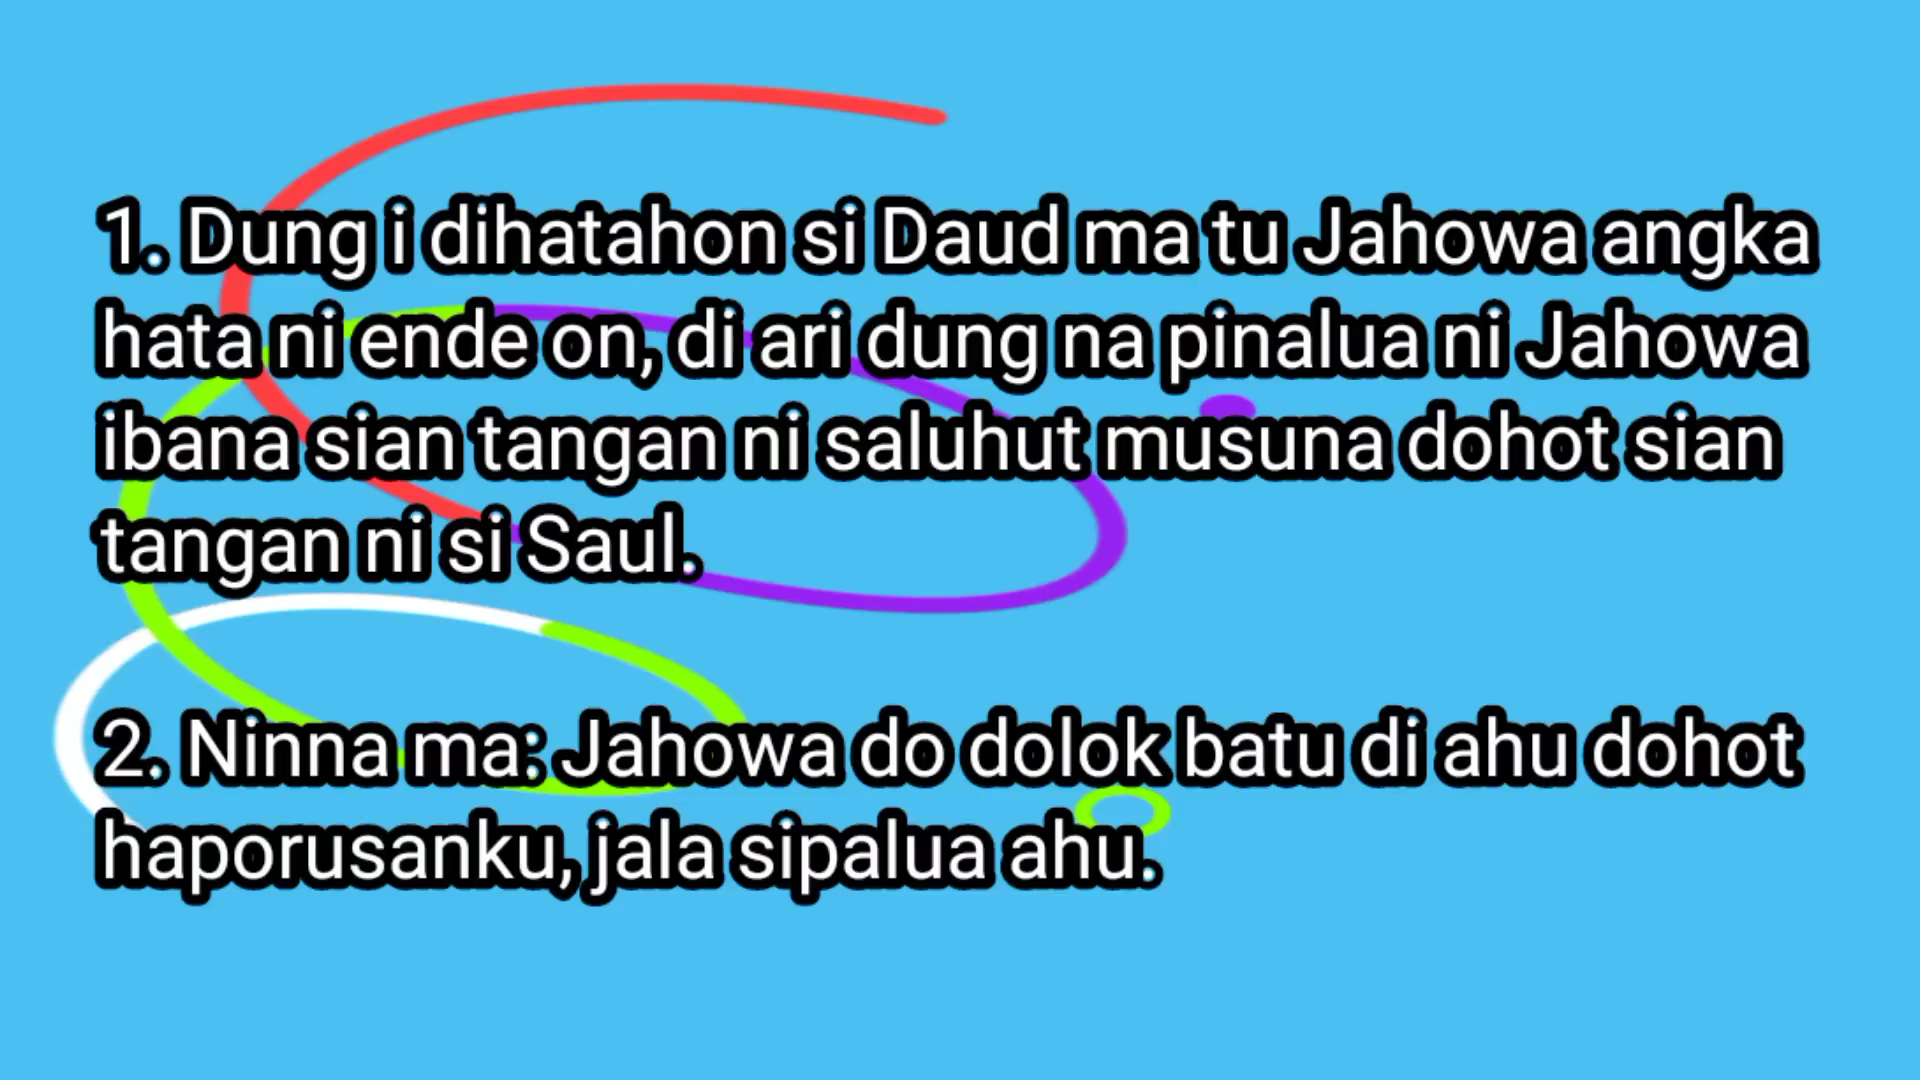 1. Dung i dihatahon si Daud ma tu Jahowa angka
hata ni ende on, di ari dung na pinalua ni Jahowa
ibana sian tangan ni saluhut musuna dohot sian
tangan ni si Saul.
2. Ninna ma: Jahowa do dolok batu di ahu dohot
haporusanku, jala sipalua ahu.